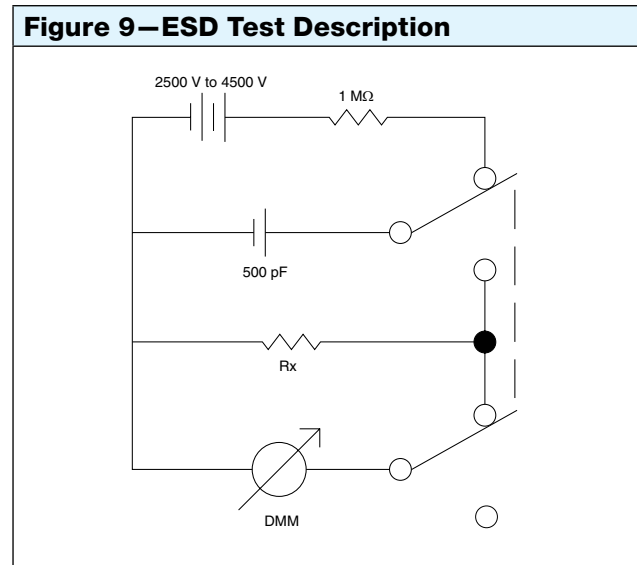 Figure 9—ESD Test Description
2500 V to 4500 V
1 MΩ
500 pF
Rx
DMM